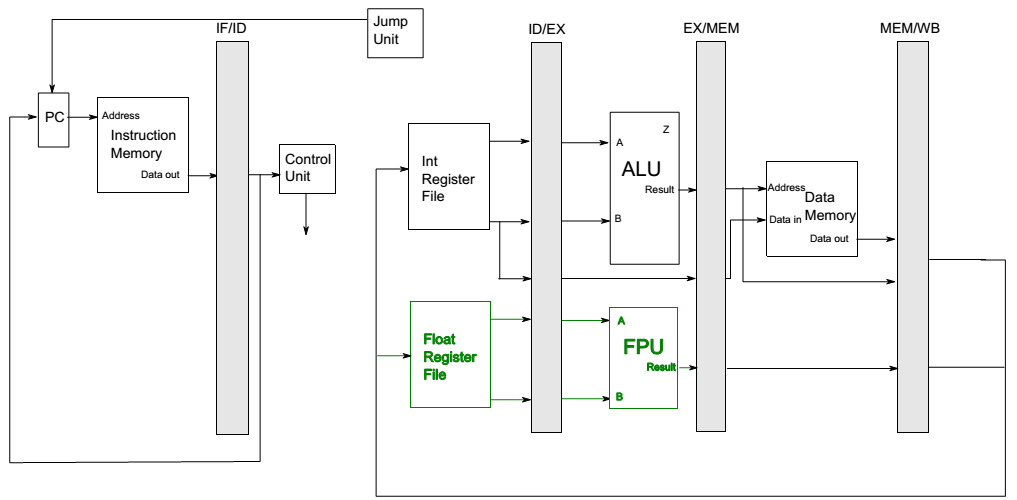 Jump
Unit
IF/ID
ID/EX
EX/MEM
MEM/WB
PC
Address
Instruction
Memory
Data out
Control
Unit
Int
Register
File
A
Z
ALU
Result
B
Address
Data
Data in
Memory
Data out
Float
Register
File
A
FPU
Result
B